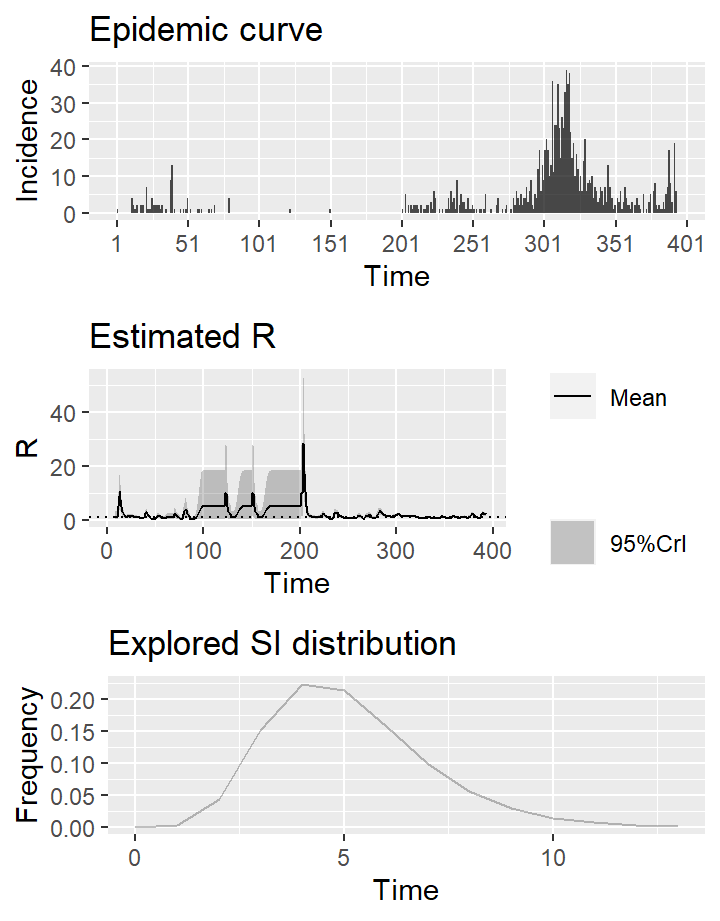 Epidemic curve
Incidence
40
30
20
10
0
1 51 101 151 201 251 301 351 401
Time
Estimated R
R
40
20
0
0 100 200 300 400
Time
Mean
95%CrI
Explored SI distribution
Frequency
0.20
0.15
0.10
0.05
0.00
0 5 10
Time